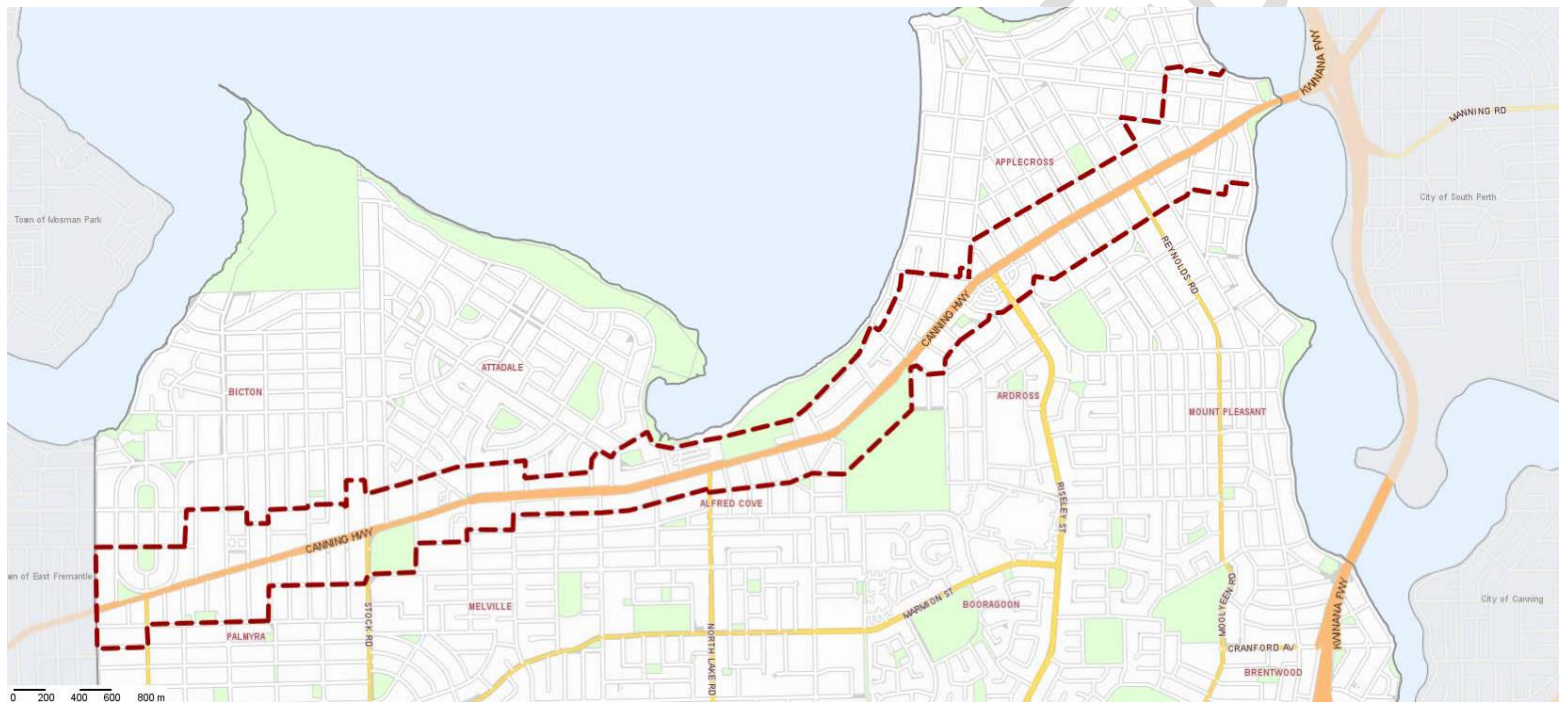 KWINANA FWY
MANNING RD
APPLECROSS
Town of Mosman Park
City of South Perth
REYNOLDS RD
CANNING HWY
ATTADALE
BICTON
ARDROSS
MOUNT PLEASANT
RISELEY ST
ALFRED COVE
CANNING HWY
wn of East Fremantle
MELVILLE
MARMION ST
BOORAGOON
MOOLYEEN RD
City of Canning
STOCK RD
PALMYRA
NORTH LAKE RD
CRANFORD AV
KWINANA FWY
BRENTWOOD
0 200 400 600 800 m